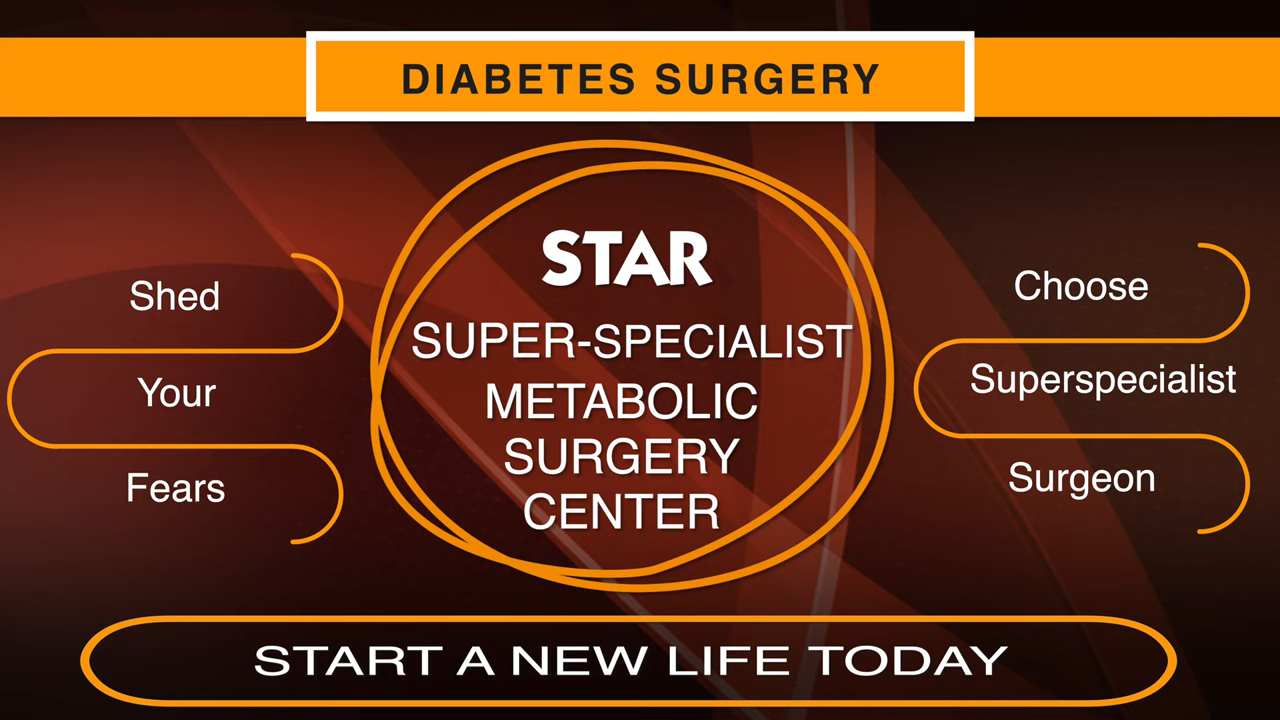 DIABETES SURGERY
STAR
SUPER-SPECIALIST
METABOLIC
SURGERY
CENTER
Shed
Your
Fears
Choose
Superspecialist
Surgeon
START A NEW LIFE TODAY